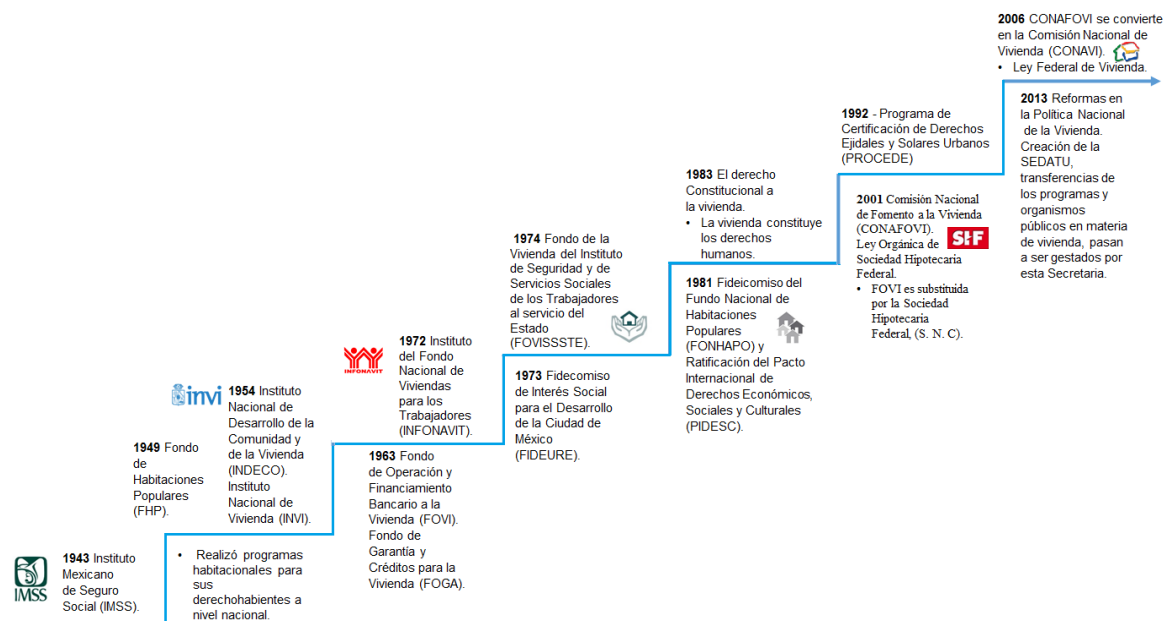 1943 Instituto
Mexicano
de Seguro
Social (IMSS).
IMSS
• Realizó programas
habitacionales para
sus
derechohabientes a
nivel nacional.
1949 Fondo
de
Habitaciones
Populares
(FHP).
invi
1954 Instituto
Nacional de
Desarrollo de la
Comunidad y
de la Vivienda
(INDECO).
Instituto
Nacional de
Vivienda (INVI).
1963 Fondo
de Operación y
Financiamiento
Bancario a la
Vivienda (FOVI).
Fondo de
Garantía y
Créditos para la
Vivienda (FOGA).
INFONAVIT
1972 Instituto
del Fondo
Nacional de
Viviendas
para los
Trabajadores
(INFONAVIT).
1973 Fidecomiso
de Interés Social
para el Desarrollo
de la Ciudad de
México
(FIDEURE).
1974 Fondo de la
Vivienda del Instituto
de Seguridad y de
Servicios Sociales
de los Trabajadores
al servicio del
Estado
(FOVISSSTE).
1981 Fideicomiso del
Fundo Nacional de
Habitaciones
Populares
(FONHAPO) y
Ratificación del Pacto
Internacional de
Derechos Económicos,
Sociales y Culturales
(PIDESC).
1983 El derecho
Constitucional a
la vivienda.
• La vivienda constituye
los derechos
humanos.
1992 - Programa de
Certificación de Derechos
Ejidales y Solares Urbanos
(PROCEDE)
2001 Comisión Nacional
de Fomento a la Vivienda
(CONAFOVI).
Ley Orgánica de
Sociedad Hipotecaria
Federal.
SHF
• FOVI es substituida
por la Sociedad
Hipotecaria
Federal, (S. N. C).
2006 CONAFOVI se convierte
en la Comisión Nacional de
Vivienda (CONAVI).
• Ley Federal de Vivienda.
2013 Reformas en
la Política Nacional
de la Vivienda.
Creación de la
SEDATU,
transferencias de
los programas y
organismos
públicos en materia
de vivienda, pasan
a ser gestados por
esta Secretaria.